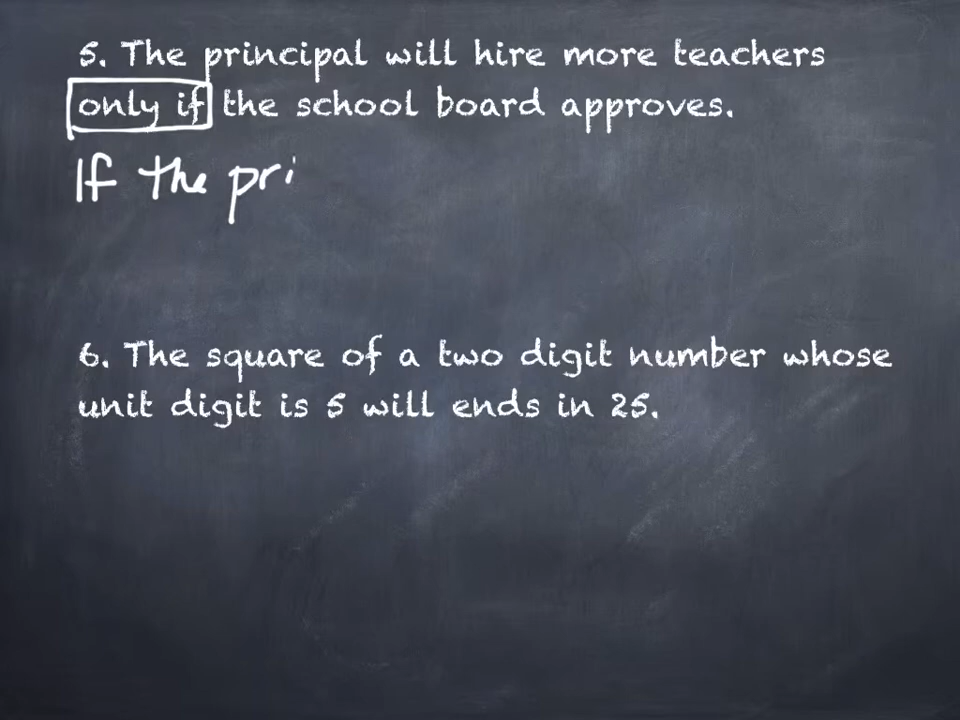 5. The principal will hire more teachers
only if the school board approves.
If the pri
6. The square of a two digit number whose
unit digit is 5 will ends in 25.